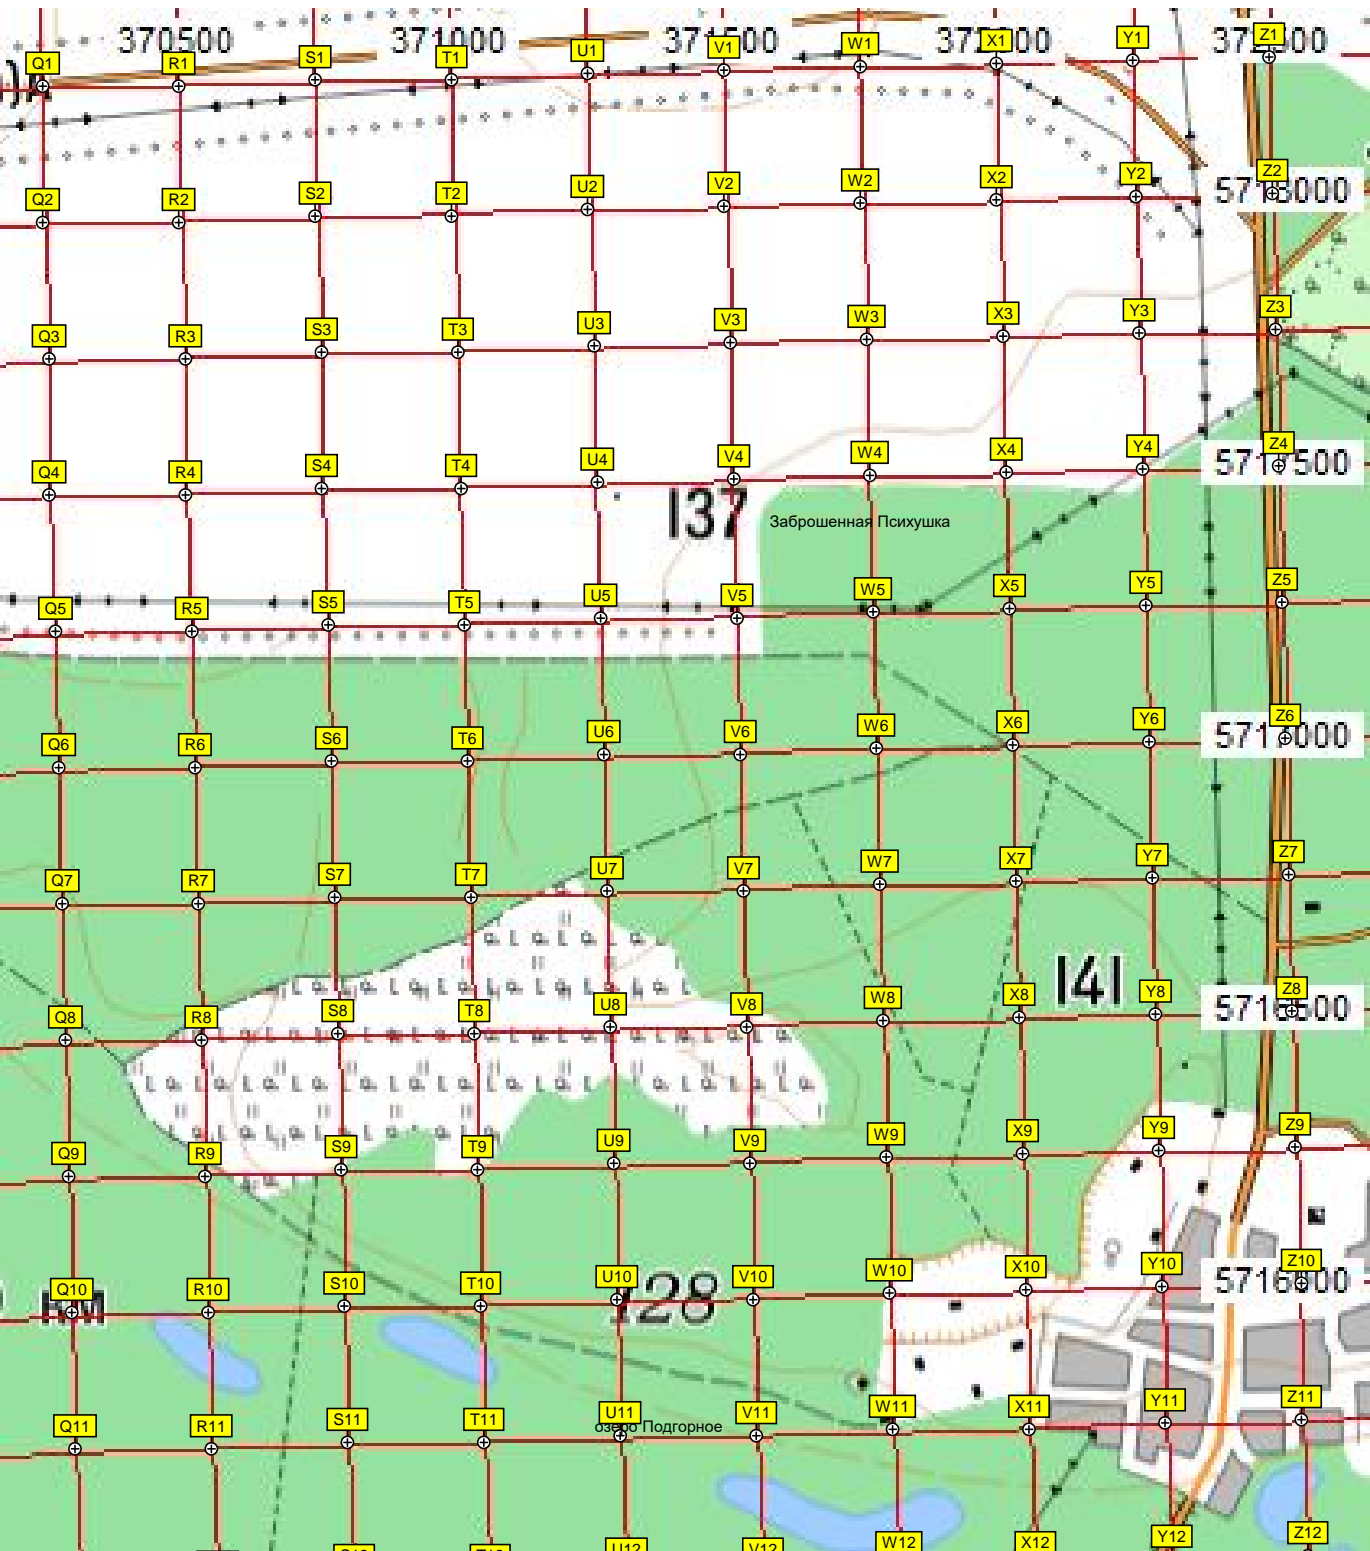 370500 371000 371500 372000 372500
Q1 R1 S1 T1 U1 V1 W1 X1 Y1 Z1
Q2 R2 S2 T2 U2 V2 W2 X2 Y2 Z2
5718000
Q3 R3 S3 T3 U3 V3 W3 X3 Y3 Z3
Q4 R4 S4 T4 U4 V4 W4 X4 Y4 Z4
5717500
137
Заброшенная Психушка
Q5 R5 S5 T5 U5 V5 W5 X5 Y5 Z5
Q6 R6 S6 T6 U6 V6 W6 X6 Y6 Z6
5717000
Q7 R7 S7 T7 U7 V7 W7 X7 Y7 Z7
141
Q8 R8 S8 T8 U8 V8 W8 X8 Y8 Z8
5716500
Q9 R9 S9 T9 U9 V9 W9 X9 Y9 Z9
Q10 R10 S10 T10 U10 V10 W10 X10 Y10 Z10
5716000
128
Q11 R11 S11 T11 U11 V11 W11 X11 Y11 Z11
озеро Подгорное
U12 V12 W12 X12 Y12 Z12